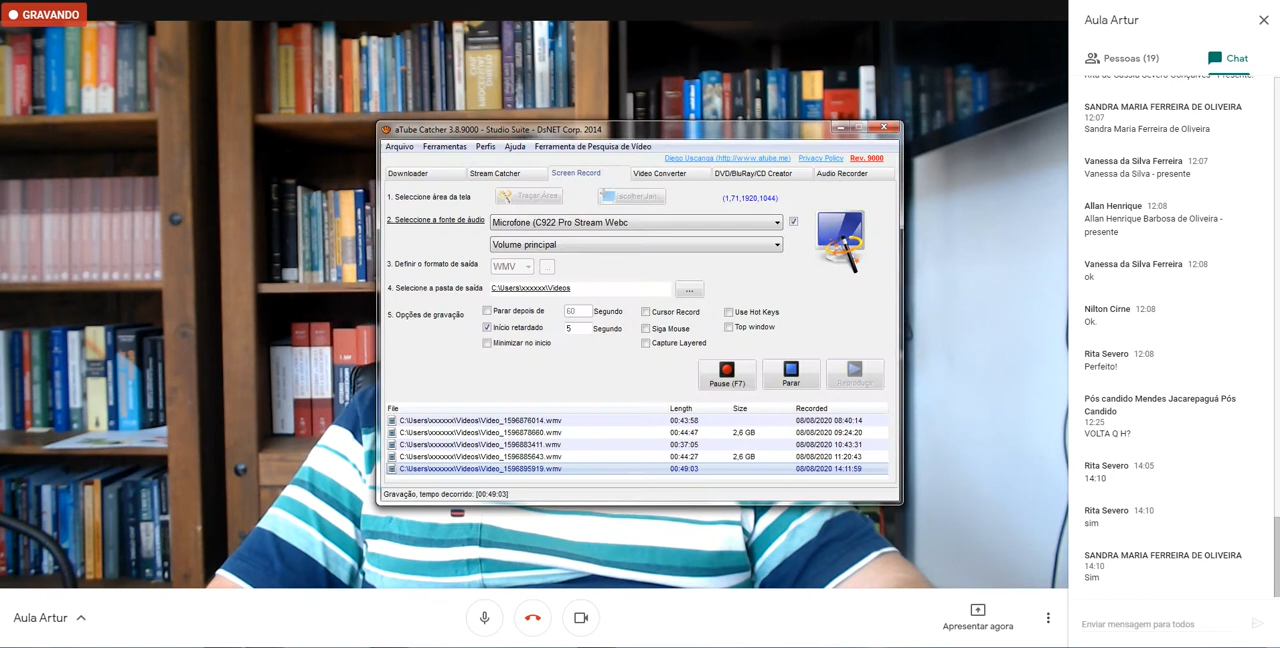 GRAVANDO
aTube Catcher 3.8.9000 - Studio Suite - DsNET Corp. 2014
Arquivo Ferramentas Perfis Ajuda Ferramenta de Pesquisa de Vídeo
Diego Uscanga (http://www.atube.me) Privacy Policy Rev. 9000
Downloader Stream Catcher Screen Record Video Converter DVD/BluRay/CD Creator Audio Recorder
1. Seleccione área da tela Traçar Área Escolher Jan... (1,71,1920,1044)
2. Seleccione a fonte de áudio Microfone (C922 Pro Stream Webc
Volume principal
3. Definir o formato de saída WMV ...
4. Selecione a pasta de saída C:\Users\xxxxxx\Videos ...
5. Opções de gravação
Parar depois de 60 Segundo Cursor Record Use Hot Keys
Início retardado 5 Segundo Siga Mouse Top window
Minimizar no inicio Capture Layered
Pause (F7) Parar Reproduçir
File Length Size Recorded
C:\Users\xxxxxx\Videos\Video_1596876014.wmv 00:43:58 08/08/2020 08:40:14
C:\Users\xxxxxx\Videos\Video_1596878660.wmv 00:44:47 2,6 GB 08/08/2020 09:24:20
C:\Users\xxxxxx\Videos\Video_1596883411.wmv 00:37:05 08/08/2020 10:43:31
C:\Users\xxxxxx\Videos\Video_1596885643.wmv 00:44:27 2,6 GB 08/08/2020 11:20:43
C:\Users\xxxxxx\Videos\Video_1596895919.wmv 00:49:03 08/08/2020 14:11:59
Gravação, tempo decorrido: [00:49:03]
Aula Artur
Apresentar agora
Aula Artur
Pessoas (19) Chat
Rita de Cássia Severo Gonçalves - Presente.
SANDRA MARIA FERREIRA DE OLIVEIRA
12:07
Sandra Maria Ferreira de Oliveira
Vanessa da Silva Ferreira 12:07
Vanessa da Silva - presente
Allan Henrique 12:08
Allan Henrique Barbosa de Oliveira -
presente
Vanessa da Silva Ferreira 12:08
ok
Nilton Cirne 12:08
Ok.
Rita Severo 12:08
Perfeito!
Pós candido Mendes Jacarepaguá Pós
Candido
12:25
VOLTA Q H?
Rita Severo 14:05
14:10
Rita Severo 14:10
sim
SANDRA MARIA FERREIRA DE OLIVEIRA
14:10
Sim
Enviar mensagem para todos